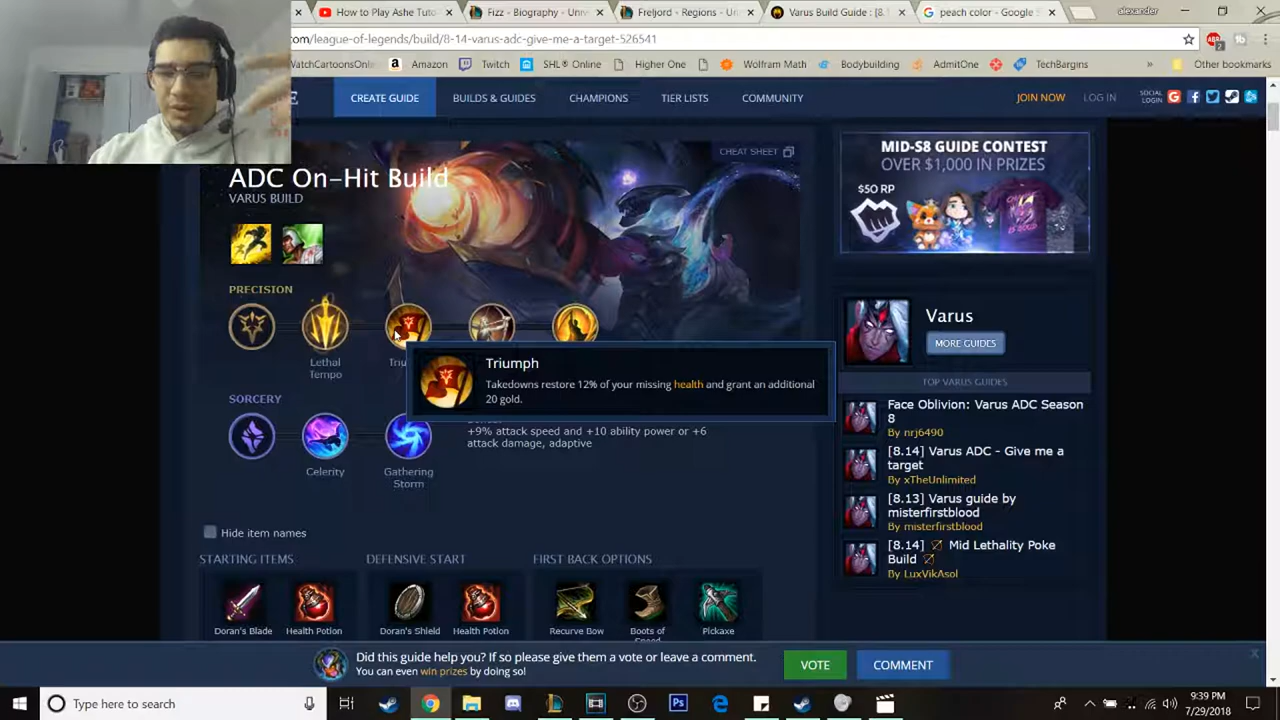 How to Play Ashe Tuto
Fizz - Biography - Univ
Freljord - Regions - Un
Varus Build Guide : [8.
peach color - Google S
alexander
om/league-of-legends/build/8-14-varus-adc-give-me-a-target-526541
WatchCartoonsOnli
Amazon
Twitch
SHL® Online
Higher One
Wolfram Math
Bodybuilding
AdmitOne
TechBargins
»
Other bookmarks
CREATE GUIDE
BUILDS & GUIDES
CHAMPIONS
TIER LISTS
COMMUNITY
JOIN NOW
LOG IN
SOCIAL
LOGIN
CHEAT SHEET
ADC On-Hit Build
VARUS BUILD
MID-S8 GUIDE CONTEST
OVER $1,000 IN PRIZES
$50 RP
PRECISION
Lethal
Tempo
Triu
Triumph
Takedowns restore 12% of your missing health and grant an additional
20 gold.
SORCERY
+9% attack speed and +10 ability power or +6
attack damage, adaptive
Celerity
Gathering
Storm
Varus
MORE GUIDES
TOP VARUS GUIDES
Face Oblivion: Varus ADC Season
8
By nrj6490
[8.14] Varus ADC - Give me a
target
By xTheUnlimited
[8.13] Varus guide by
misterfirstblood
By misterfirstblood
[8.14] Mid Lethality Poke
Build
By LuxVikAsol
Hide item names
STARTING ITEMS
DEFENSIVE START
FIRST BACK OPTIONS
Doran's Blade
Health Potion
Doran's Shield
Health Potion
Recurve Bow
Boots of
Speed
Pickaxe
Did this guide help you? If so please give them a vote or leave a comment.
You can even win prizes by doing so!
VOTE
COMMENT
Type here to search
9:39 PM
7/29/2018